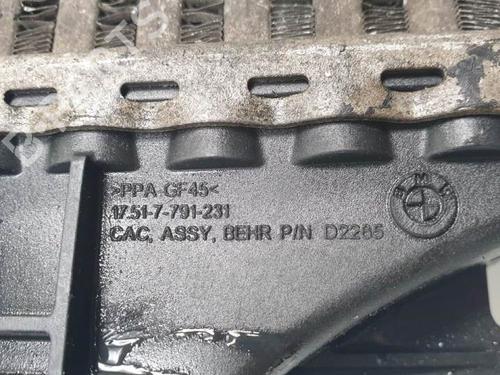 >PPA-GF45<
17.51-7-791-231
CAC, ASSY, BEHR P/N D2265
BMW